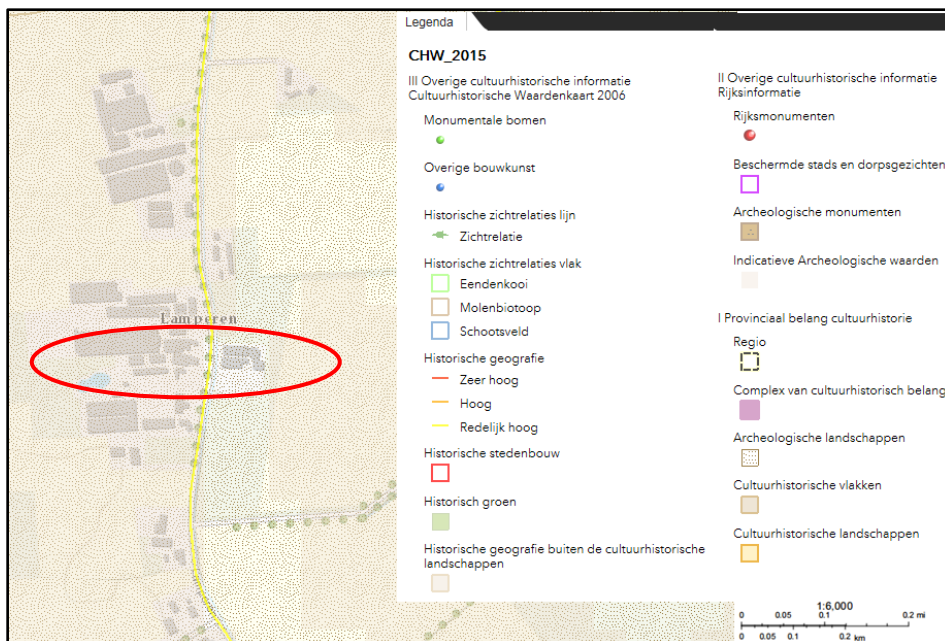 Legenda
CHW_2015
III Overige cultuurhistorische informatie
Cultuurhistorische Waardenkaart 2006
Monumentale bomen
Overige bouwkunst
Historische zichtrelaties lijn
Zichtrelatie
Historische zichtrelaties vlak
Eendenkooi
Molenbiotoop
Schootsveld
Historische geografie
Zeer hoog
Hoog
Redelijk hoog
Historische stedenbouw
Historisch groen
Historische geografie buiten de cultuurhistorische
landschappen
II Overige cultuurhistorische informatie
Rijksinformatie
Rijksmonumenten
Beschermde stads en dorpsgezichten
Archeologische monumenten
Indicatieve Archeologische waarden
I Provinciaal belang cultuurhistorie
Regio
Complex van cultuurhistorisch belang
Archeologische landschappen
Cultuurhistorische vlakken
Cultuurhistorische landschappen
Lamperen
1:6,000
0 0.05 0.1 0.2 mi
0 0.05 0.1 0.2 km